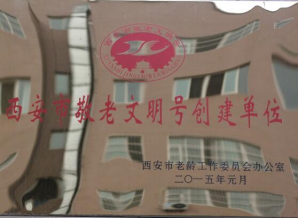 西安市敬老文明号创建单位
西安市老龄工作委员会办公室
二〇一五年元月